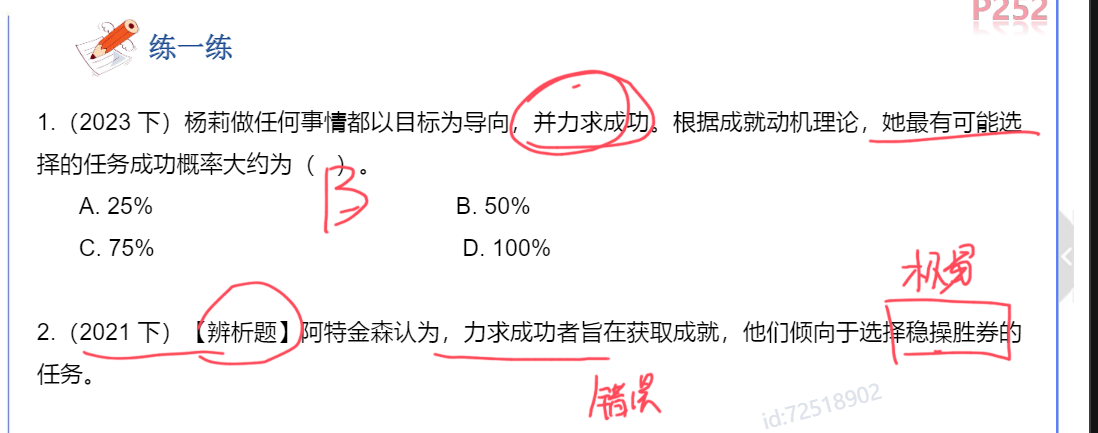 P252
练一练
1.（2023 下）杨莉做任何事情都以目标为导向，并力求成功。根据成就动机理论，她最有可能选
择的任务成功概率大约为（ ）。
B
A. 25% B. 50%
C. 75% D. 100%
极易
2.（2021 下）【辨析题】阿特金森认为，力求成功者旨在获取成就，他们倾向于选择稳操胜券的
任务。
错误
id:72518902